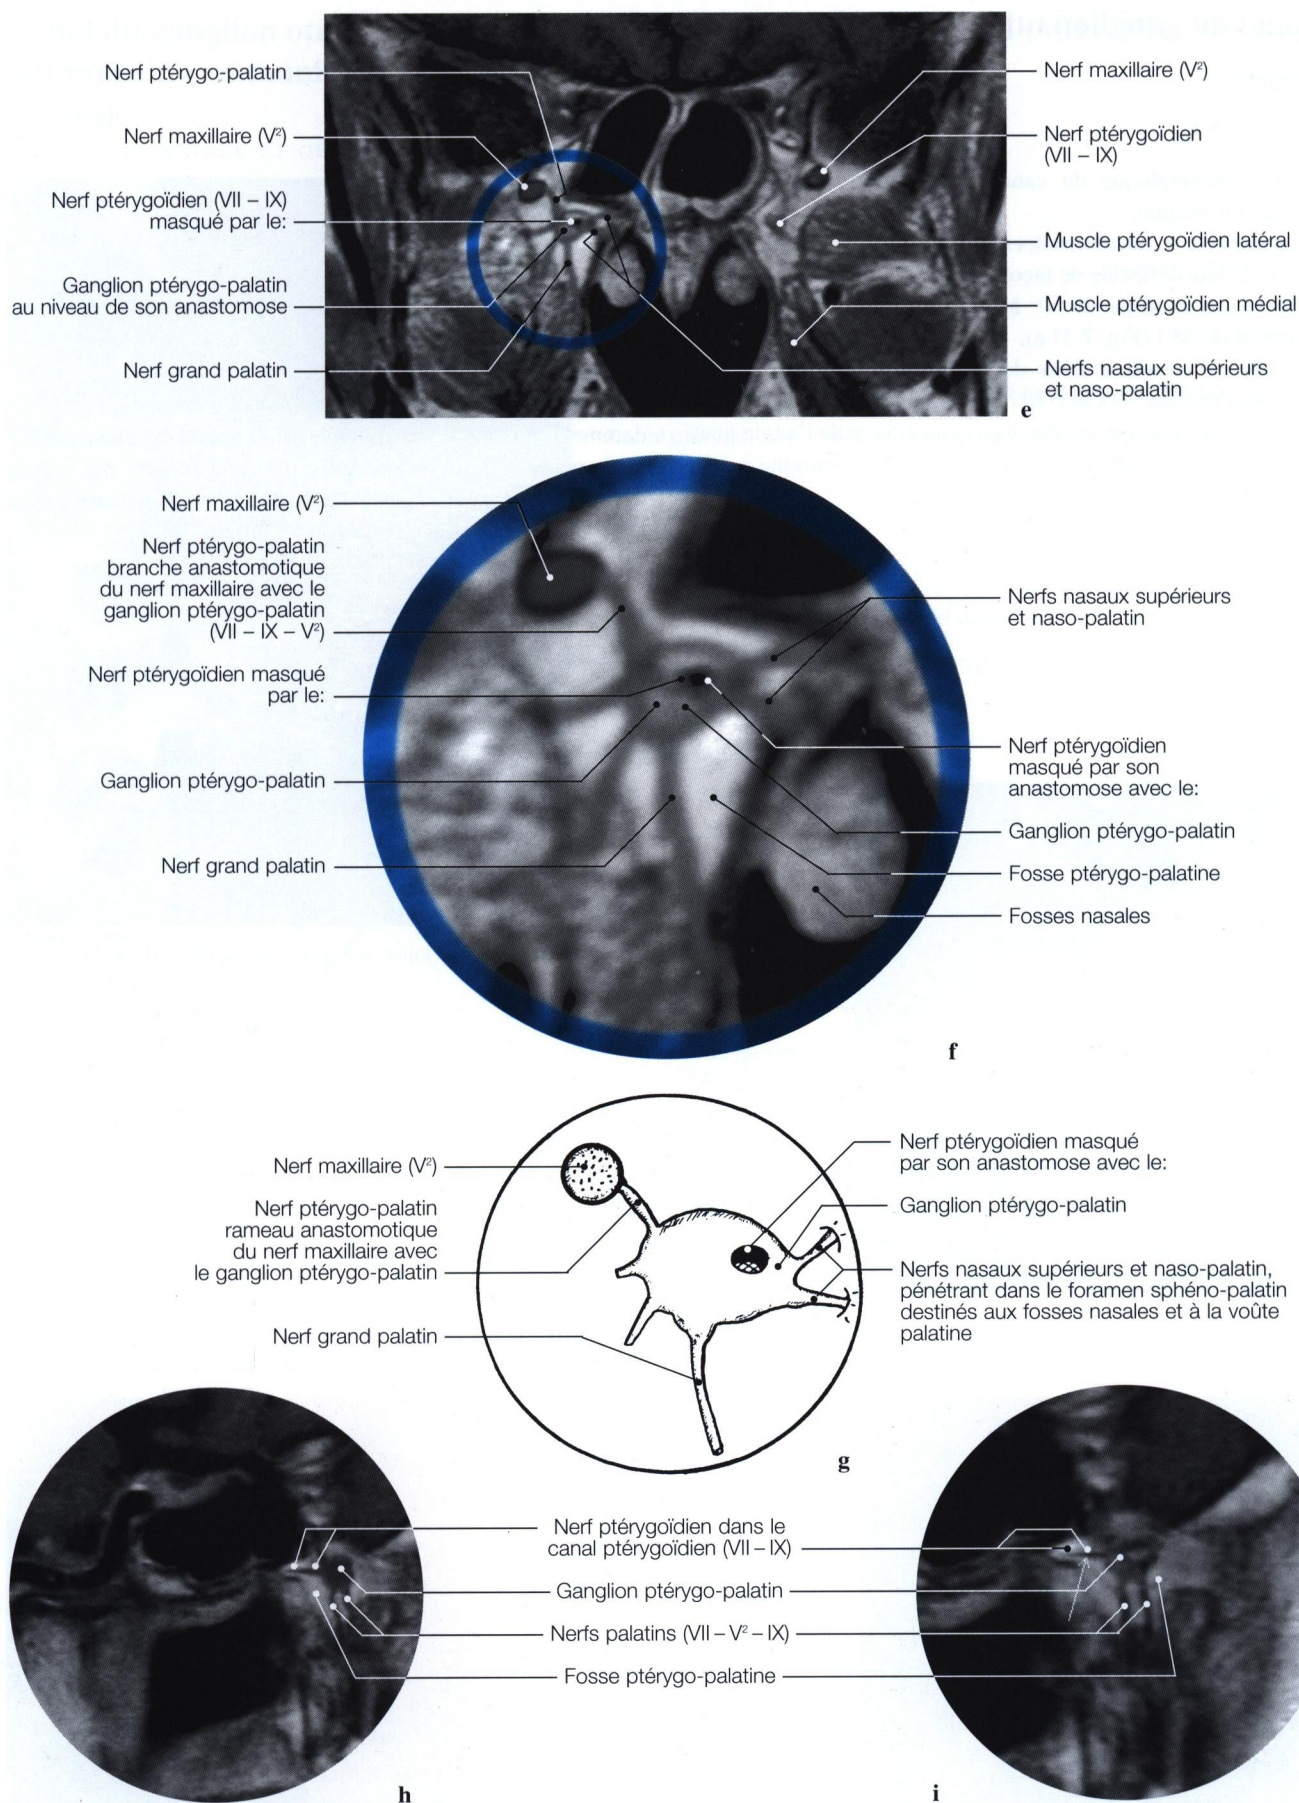 Nerf ptérygo-palatin
Nerf maxillaire (V²)
Nerf ptérygoïdien (VII – IX)
masqué par le:
Ganglion ptérygo-palatin
au niveau de son anastomose
Nerf grand palatin
Nerf maxillaire (V²)
Nerf ptérygoïdien
(VII – IX)
Muscle ptérygoïdien latéral
Muscle ptérygoïdien médial
Nerfs nasaux supérieurs
et naso-palatin
e
Nerf maxillaire (V²)
Nerf ptérygo-palatin
branche anastomotique
du nerf maxillaire avec le
ganglion ptérygo-palatin
(VII – IX – V²)
Nerf ptérygoïdien masqué
par le:
Ganglion ptérygo-palatin
Nerf grand palatin
Nerfs nasaux supérieurs
et naso-palatin
Nerf ptérygoïdien
masqué par son
anastomose avec le:
Ganglion ptérygo-palatin
Fosse ptérygo-palatine
Fosses nasales
f
Nerf maxillaire (V²)
Nerf ptérygo-palatin
rameau anastomotique
du nerf maxillaire avec
le ganglion ptérygo-palatin
Nerf grand palatin
Nerf ptérygoïdien masqué
par son anastomose avec le:
Ganglion ptérygo-palatin
Nerfs nasaux supérieurs et naso-palatin,
pénétrant dans le foramen sphéno-palatin
destinés aux fosses nasales et à la voûte
palatine
g
Nerf ptérygoïdien dans le
canal ptérygoïdien (VII – IX)
Ganglion ptérygo-palatin
Nerfs palatins (VII – V² – IX)
Fosse ptérygo-palatine
h
i